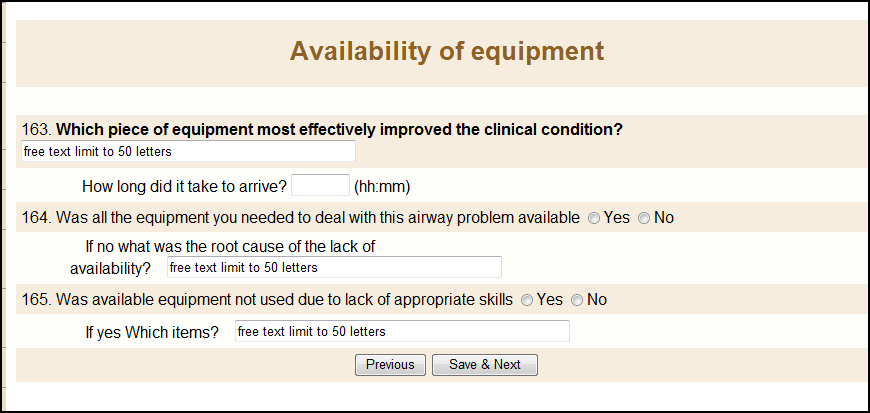 Availability of equipment
163. Which piece of equipment most effectively improved the clinical condition?
free text limit to 50 letters
How long did it take to arrive? (hh:mm)
164. Was all the equipment you needed to deal with this airway problem available Yes No
If no what was the root cause of the lack of
availability? free text limit to 50 letters
165. Was available equipment not used due to lack of appropriate skills Yes No
If yes Which items? free text limit to 50 letters
Previous Save & Next